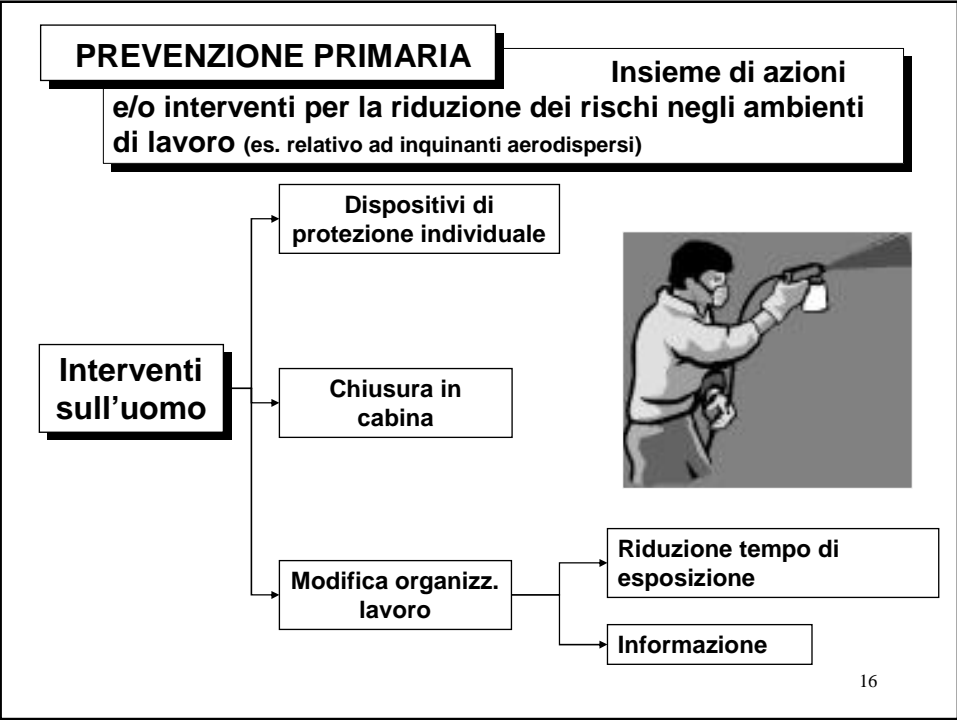 PREVENZIONE PRIMARIA
Insieme di azioni
e/o interventi per la riduzione dei rischi negli ambienti
di lavoro (es. relativo ad inquinanti aerodispersi)
Dispositivi di
protezione individuale
Interventi
sull'uomo
Chiusura in
cabina
Modifica organizz.
lavoro
Riduzione tempo di
esposizione
Informazione
16